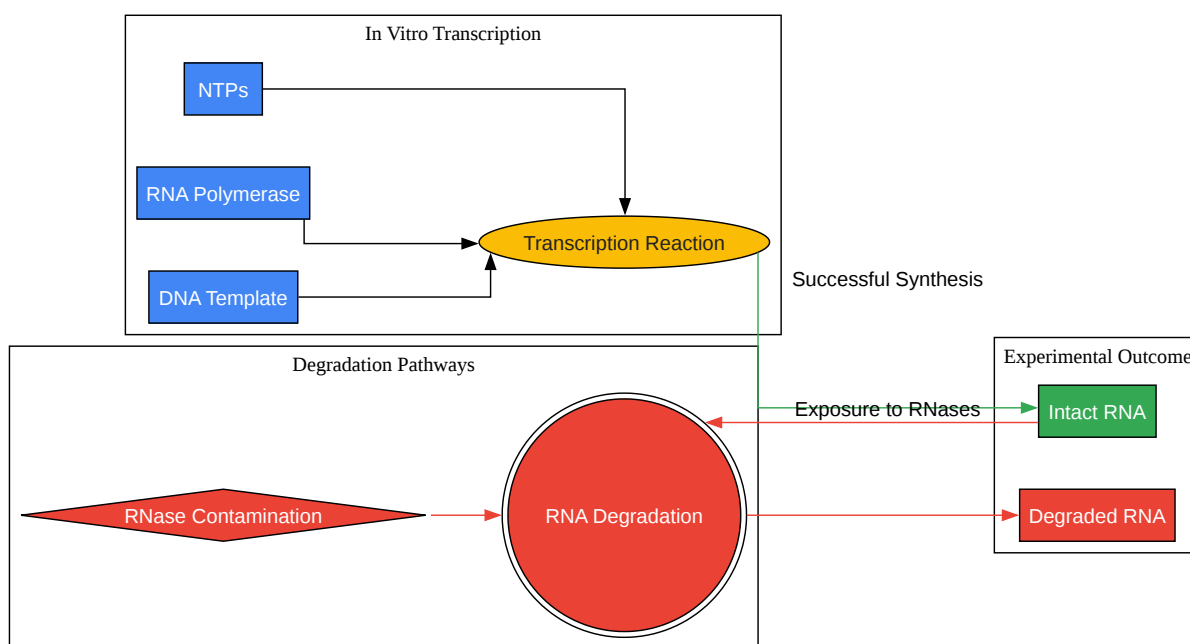 In Vitro Transcription
NTPs
RNA Polymerase
Transcription Reaction
DNA Template
Successful Synthesis
Degradation Pathways
Experimental Outcome
Exposure to RNases
Intact RNA
RNase Contamination
RNA Degradation
Degraded RNA